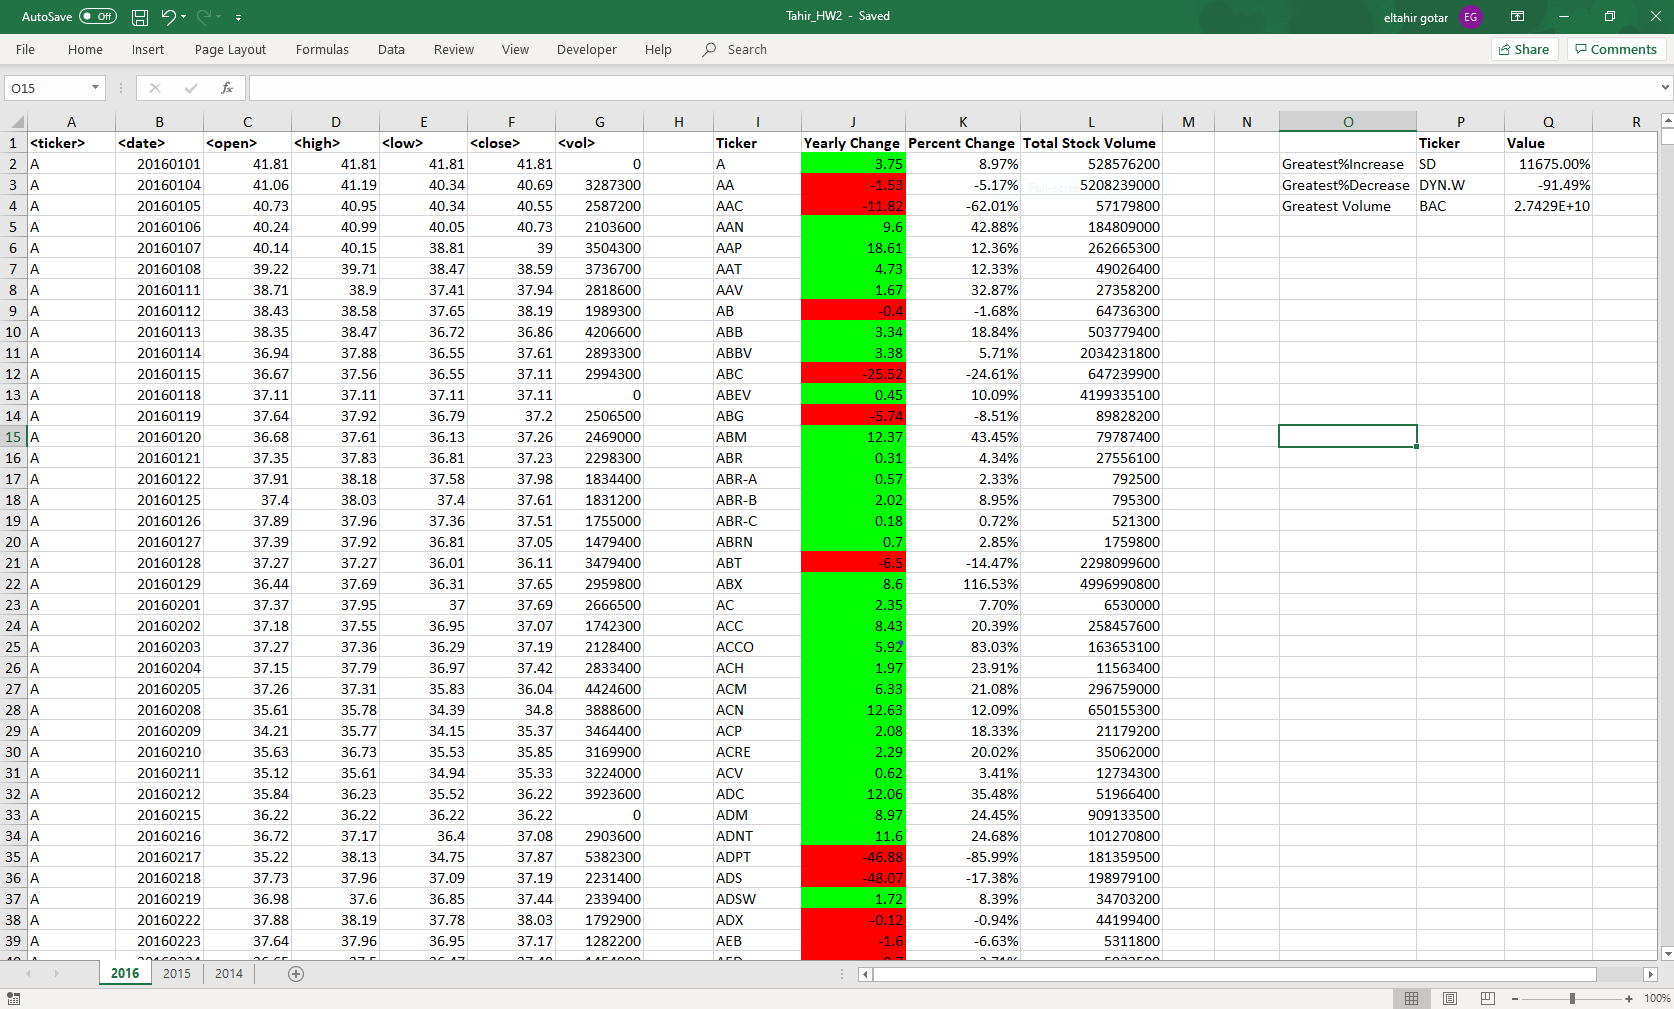 AutoSave Off Tahir_HW2 - Saved eltahir gotar EG
File Home Insert Page Layout Formulas Data Review View Developer Help Search Share Comments
O15 fx
A B C D E F G H I J K L M N O P Q R
1 <ticker> <date> <open> <high> <low> <close> <vol> Ticker Yearly Change Percent Change Total Stock Volume Ticker Value
2 A 20160101 41.81 41.81 41.81 41.81 0 A 3.75 8.97% 528576200 Greatest%Increase SD 11675.00%
3 A 20160104 41.06 41.19 40.34 40.69 3287300 AA -1.53 -5.17% 5208239000 Greatest%Decrease DYN.W -91.49%
4 A 20160105 40.73 40.95 40.34 40.55 2587200 AAC -11.82 -62.01% 57179800 Greatest Volume BAC 2.7429E+10
5 A 20160106 40.24 40.99 40.05 40.73 2103600 AAN 9.6 42.88% 184809000
6 A 20160107 40.14 40.15 38.81 39 3504300 AAP 18.61 12.36% 262665300
7 A 20160108 39.22 39.71 38.47 38.59 3736700 AAT 4.73 12.33% 49026400
8 A 20160111 38.71 38.9 37.41 37.94 2818600 AAV 1.67 32.87% 27358200
9 A 20160112 38.43 38.58 37.65 38.19 1989300 AB -0.4 -1.68% 64736300
10 A 20160113 38.35 38.47 36.72 36.86 4206600 ABB 3.34 18.84% 503779400
11 A 20160114 36.94 37.88 36.55 37.61 2893300 ABBV 3.38 5.71% 2034231800
12 A 20160115 36.67 37.56 36.55 37.11 2994300 ABC -25.52 -24.61% 647239900
13 A 20160118 37.11 37.11 37.11 37.11 0 ABEV 0.45 10.09% 4199335100
14 A 20160119 37.64 37.92 36.79 37.2 2506500 ABG -5.74 -8.51% 89828200
15 A 20160120 36.68 37.61 36.13 37.26 2469000 ABM 12.37 43.45% 79787400
16 A 20160121 37.35 37.83 36.81 37.23 2298300 ABR 0.31 4.34% 27556100
17 A 20160122 37.91 38.18 37.58 37.98 1834400 ABR-A 0.57 2.33% 792500
18 A 20160125 37.4 38.03 37.4 37.61 1831200 ABR-B 2.02 8.95% 795300
19 A 20160126 37.89 37.96 37.36 37.51 1755000 ABR-C 0.18 0.72% 521300
20 A 20160127 37.39 37.92 36.81 37.05 1479400 ABRN 0.7 2.85% 1759800
21 A 20160128 37.27 37.27 36.01 36.11 3479400 ABT -6.5 -14.47% 2298099600
22 A 20160129 36.44 37.69 36.31 37.65 2959800 ABX 8.6 116.53% 4996990800
23 A 20160201 37.37 37.95 37 37.69 2666500 AC 2.35 7.70% 6530000
24 A 20160202 37.18 37.55 36.95 37.07 1742300 ACC 8.43 20.39% 258457600
25 A 20160203 37.27 37.36 36.29 37.19 2128400 ACCO 5.92 83.03% 163653100
26 A 20160204 37.15 37.79 36.97 37.42 2833400 ACH 1.97 23.91% 11563400
27 A 20160205 37.26 37.31 35.83 36.04 4424600 ACM 6.33 21.08% 296759000
28 A 20160208 35.61 35.78 34.39 34.8 3888600 ACN 12.63 12.09% 650155300
29 A 20160209 34.21 35.77 34.15 35.37 3464400 ACP 2.08 18.33% 21179200
30 A 20160210 35.63 36.73 35.53 35.85 3169900 ACRE 2.29 20.02% 35062000
31 A 20160211 35.12 35.61 34.94 35.33 3224000 ACV 0.62 3.41% 12734300
32 A 20160212 35.84 36.23 35.52 36.22 3923600 ADC 12.06 35.48% 51966400
33 A 20160215 36.22 36.22 36.22 36.22 0 ADM 8.97 24.45% 909133500
34 A 20160216 36.72 37.17 36.4 37.08 2903600 ADNT 11.6 24.68% 101270800
35 A 20160217 35.22 38.13 34.75 37.87 5382300 ADPT -46.88 -85.99% 181359500
36 A 20160218 37.73 37.96 37.09 37.19 2231400 ADS -48.07 -17.38% 198979100
37 A 20160219 36.98 37.6 36.85 37.44 2339400 ADSW 1.72 8.39% 34703200
38 A 20160222 37.88 38.19 37.78 38.03 1792900 ADX -0.12 -0.94% 44199400
39 A 20160223 37.64 37.96 36.95 37.17 1282200 AEB -1.6 -6.63% 5311800
2016 2015 2014
100%